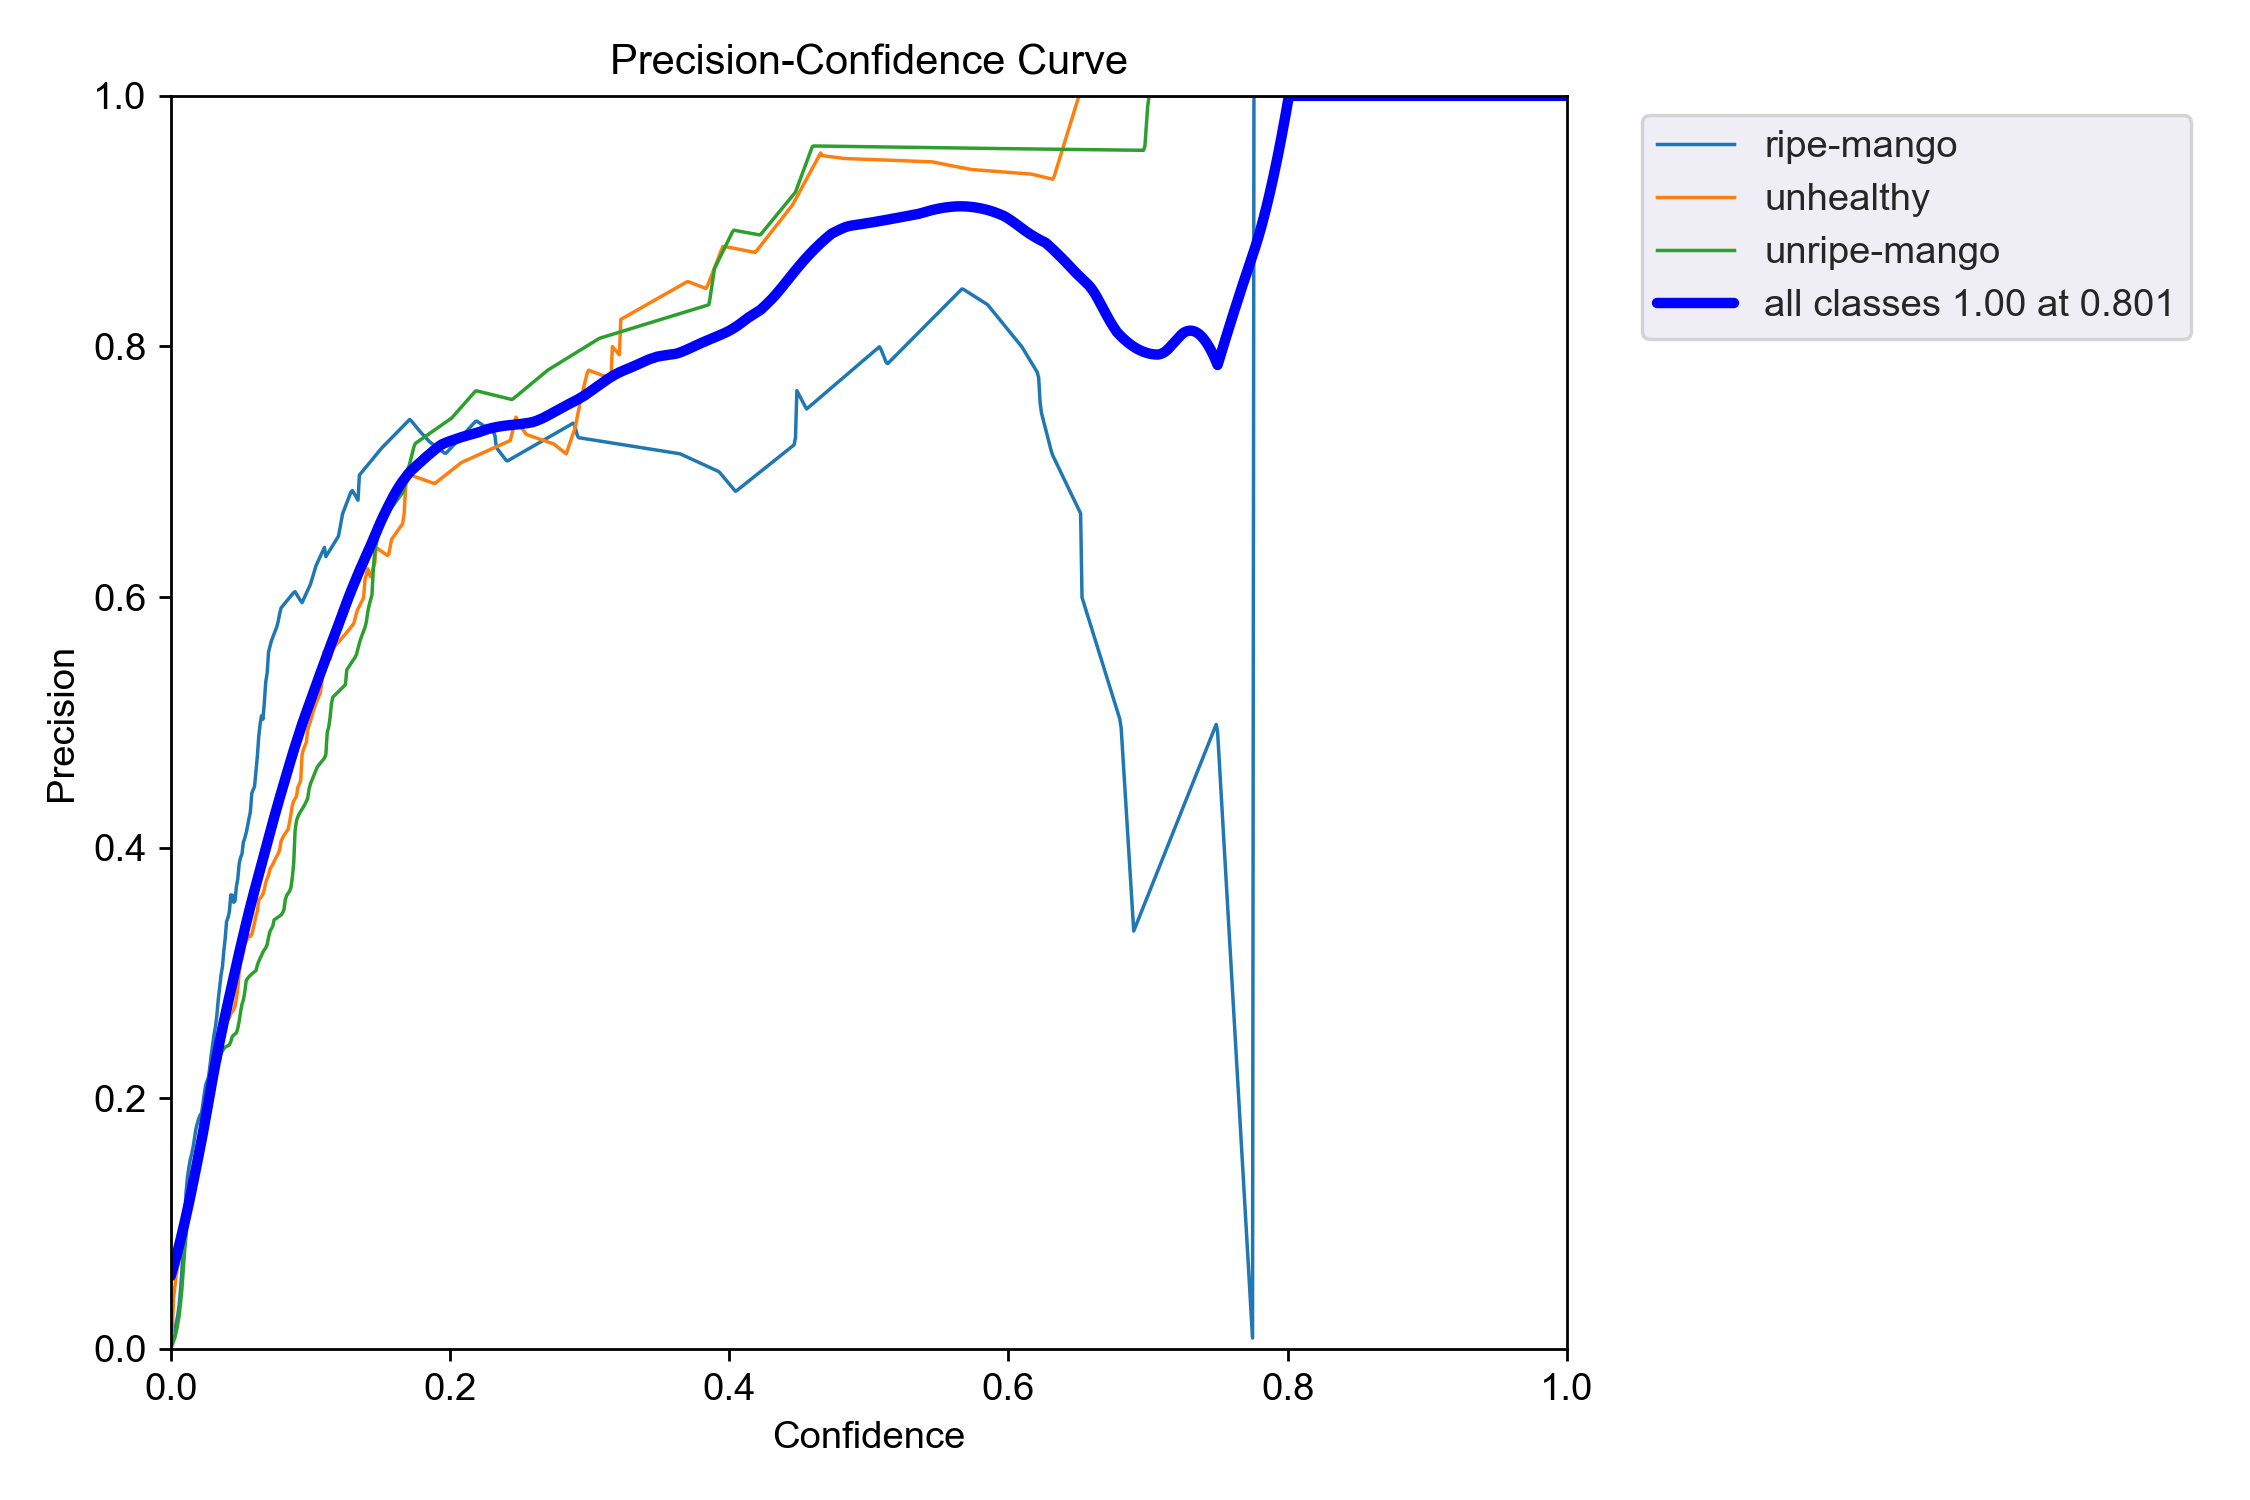 Precision-Confidence Curve
1.0
0.8
0.6
0.4
0.2
0.0
Precision
0.0 0.2 0.4 0.6 0.8 1.0
Confidence
ripe-mango
unhealthy
unripe-mango
all classes 1.00 at 0.801